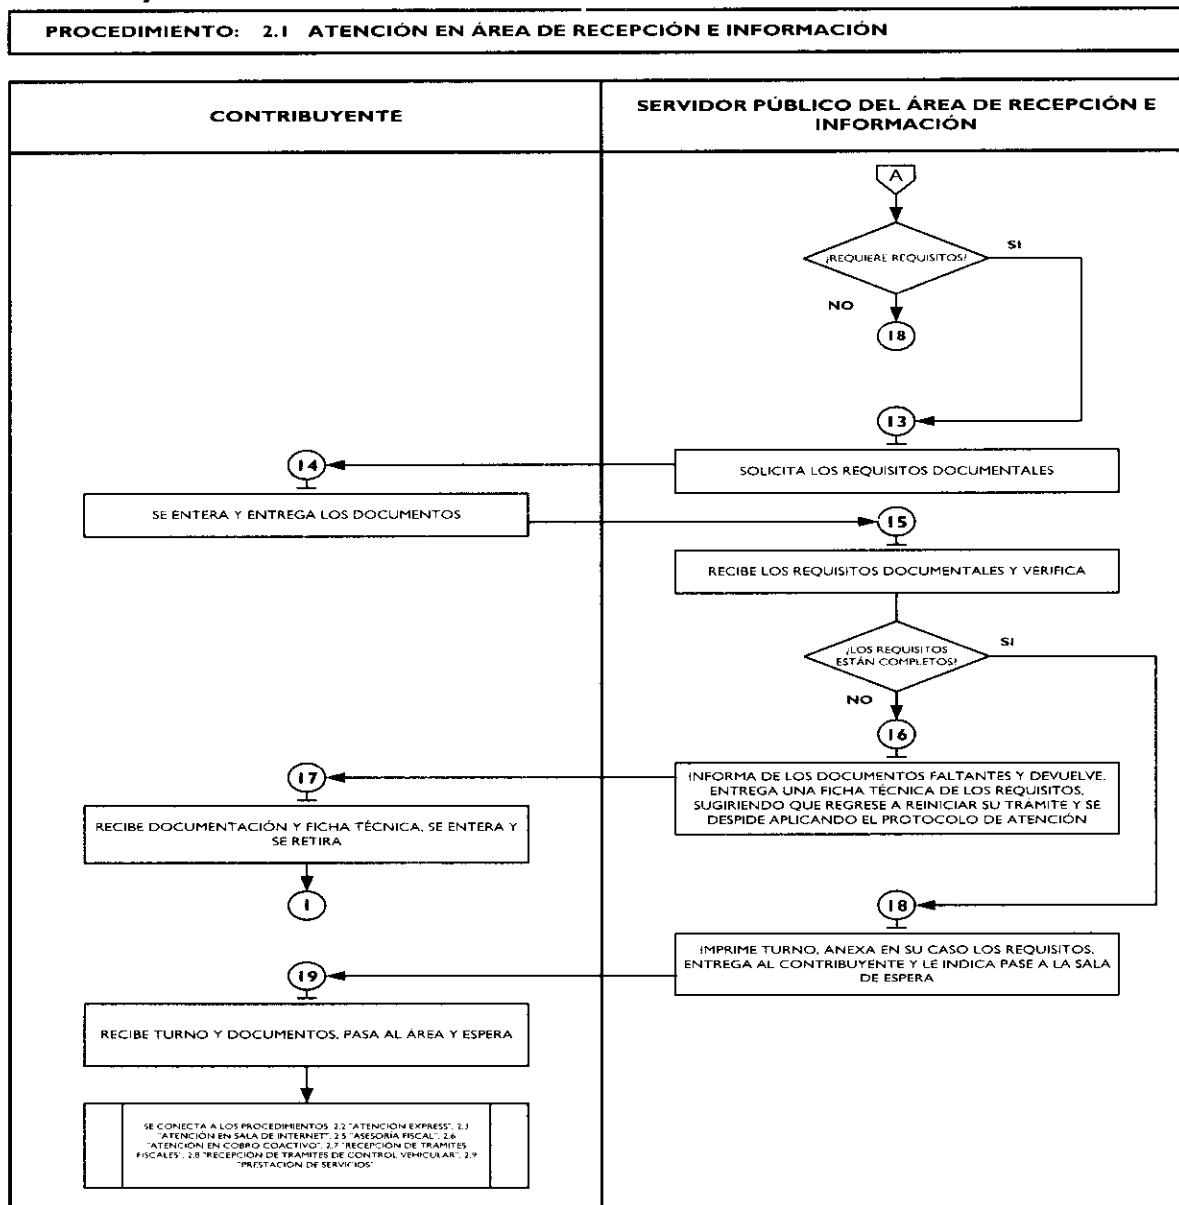 PROCEDIMIENTO: 2.1 ATENCIÓN EN ÁREA DE RECEPCIÓN E INFORMACIÓN
CONTRIBUYENTE
SERVIDOR PÚBLICO DEL ÁREA DE RECEPCIÓN E
INFORMACIÓN
A
¿REQUIERE REQUISITOS?
SI
NO
18
13
SOLICITA LOS REQUISITOS DOCUMENTALES
14
SE ENTERA Y ENTREGA LOS DOCUMENTOS
15
RECIBE LOS REQUISITOS DOCUMENTALES Y VERIFICA
¿LOS REQUISITOS
ESTÁN COMPLETOS?
SI
NO
16
INFORMA DE LOS DOCUMENTOS FALTANTES Y DEVUELVE.
ENTREGA UNA FICHA TÉCNICA DE LOS REQUISITOS,
SUGIRIENDO QUE REGRESE A REINICIAR SU TRÁMITE Y SE
DESPIDE APLICANDO EL PROTOCOLO DE ATENCIÓN
17
RECIBE DOCUMENTACIÓN Y FICHA TÉCNICA, SE ENTERA Y
SE RETIRA
1
18
IMPRIME TURNO, ANEXA EN SU CASO LOS REQUISITOS,
ENTREGA AL CONTRIBUYENTE Y LE INDICA PASE A LA SALA
DE ESPERA
19
RECIBE TURNO Y DOCUMENTOS, PASA AL ÁREA Y ESPERA
SE CONECTA A LOS PROCEDIMIENTOS 2.2 "ATENCIÓN EXPRESS", 2.3
"ATENCIÓN EN SALA DE INTERNET", 2.5 "ASESORÍA FISCAL", 2.6
"ATENCIÓN EN COBRO COACTIVO", 2.7 "RECEPCIÓN DE TRÁMITES
FISCALES", 2.8 "RECEPCIÓN DE TRÁMITES DE CONTROL VEHICULAR", 2.9
"PRESTACIÓN DE SERVICIOS"